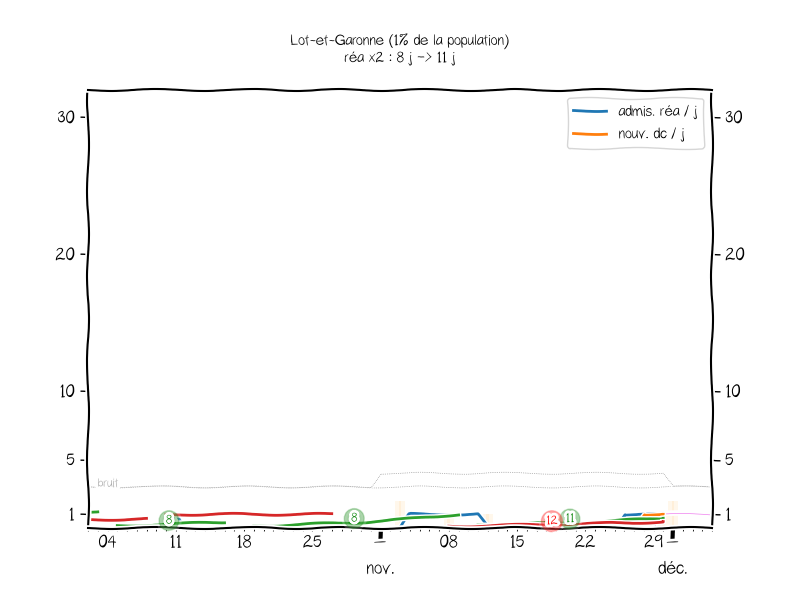 Lot-et-Garonne (1% de la population)
réa x2 : 8 j -> 11 j
admis. réa / j
nouv. dc / j
30 30
20 20
10 10
5 5
bruit
1 1
8 8 12 11
04 11 18 25 08 15 22 29
nov. déc.